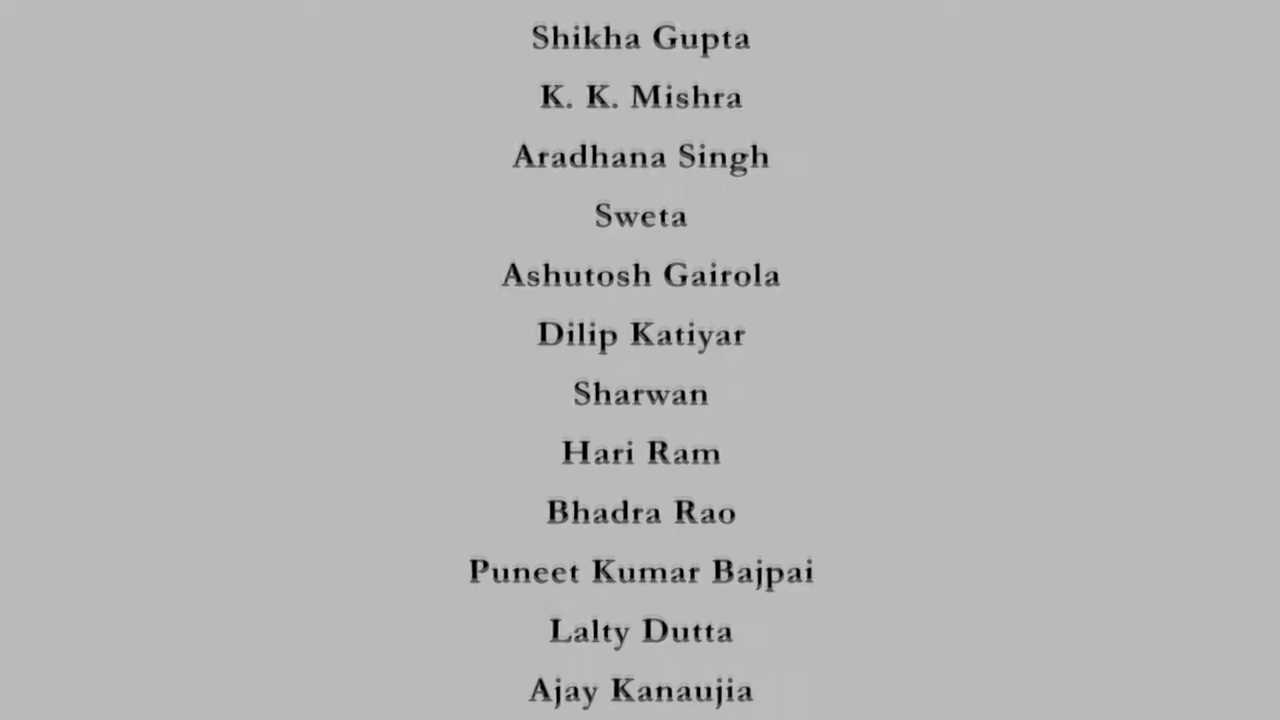 Shikha Gupta
K. K. Mishra
Aradhana Singh
Sweta
Ashutosh Gairola
Dilip Katiyar
Sharwan
Hari Ram
Bhadra Rao
Puneet Kumar Bajpai
Lalty Dutta
Ajay Kanaujia